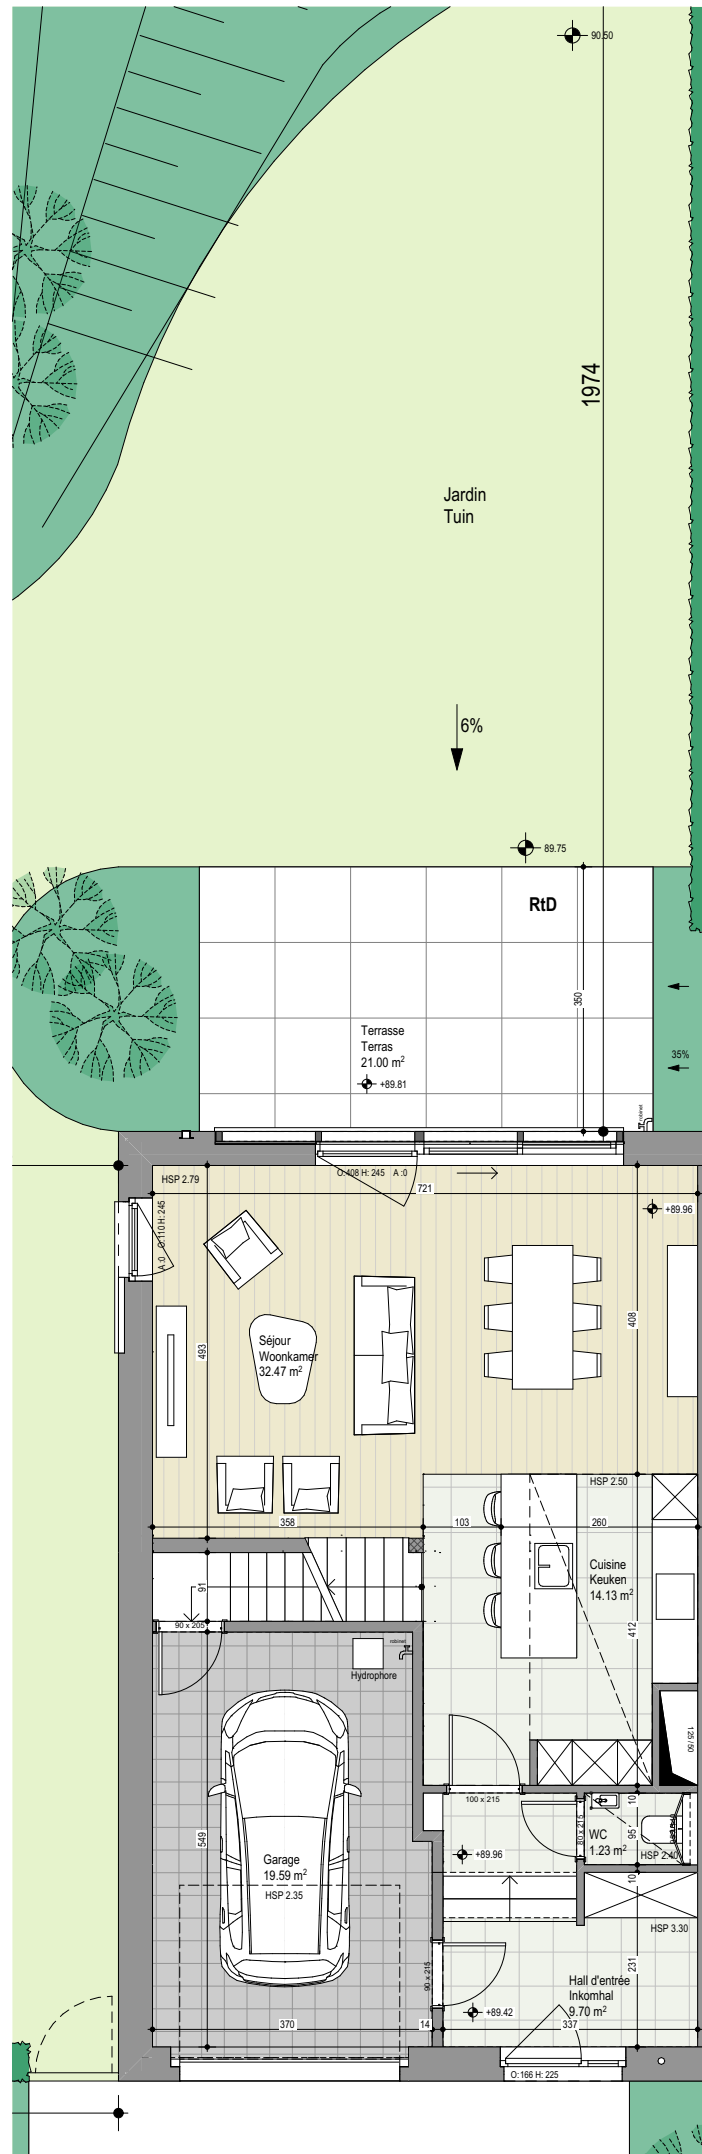 90.50
1974
Jardin
Tuin
6%
89.75
RtD
350
Terrasse
Terras
21.00 m²
+89.81
35%
robinet
HSP 2.79
O: 408 H: 245 A :0
721
+89.96
A :0 O:110 H: 245
408
493
Séjour
Woonkamer
32.47 m²
HSP 2.50
358
103
260
Cuisine
Keuken
14.13 m²
91
412
90 x 205
robinet
Hydrophore
125 / 50
100 x 215
10
80 x 215
WC
1.23 m²
95
HSP 2.40
+89.96
549
Garage
19.59 m²
HSP 2.35
10
HSP 3.30
231
90 x 215
Hall d'entrée
Inkomhal
9.70 m²
+89.42
370
14
337
O: 166 H: 225